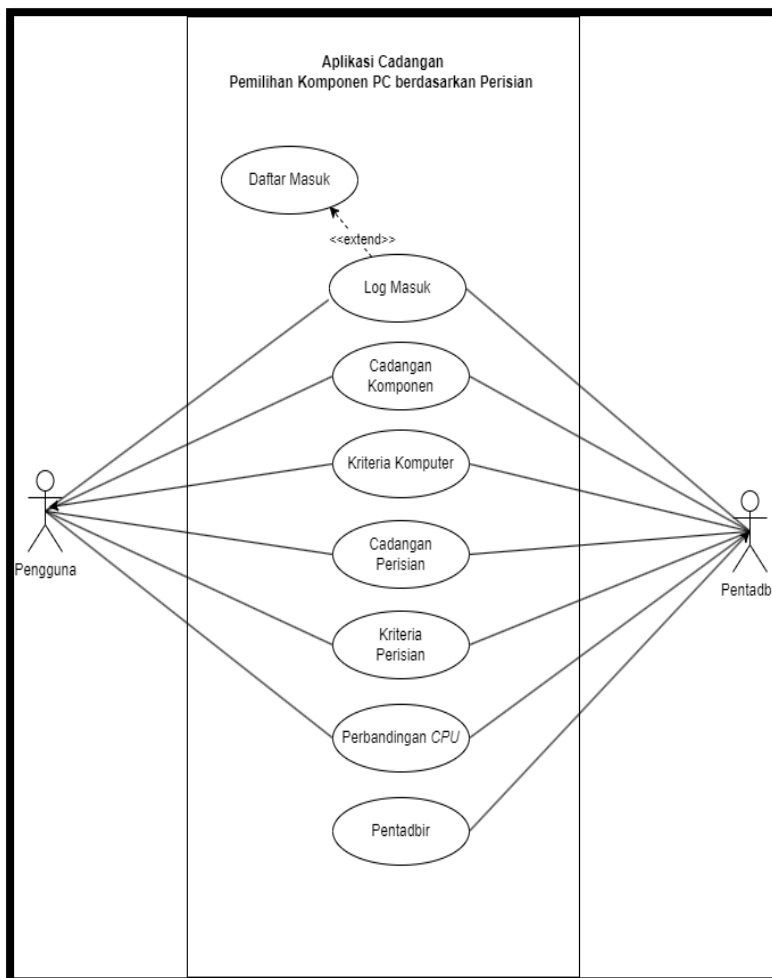 Aplikasi Cadangan
Pemilihan Komponen PC berdasarkan Perisian
Daftar Masuk
<<extend>>
Log Masuk
Cadangan
Komponen
Kriteria Komputer
Cadangan
Perisian
Kriteria
Perisian
Perbandingan CPU
Pentadbir
Pengguna
Pentadb